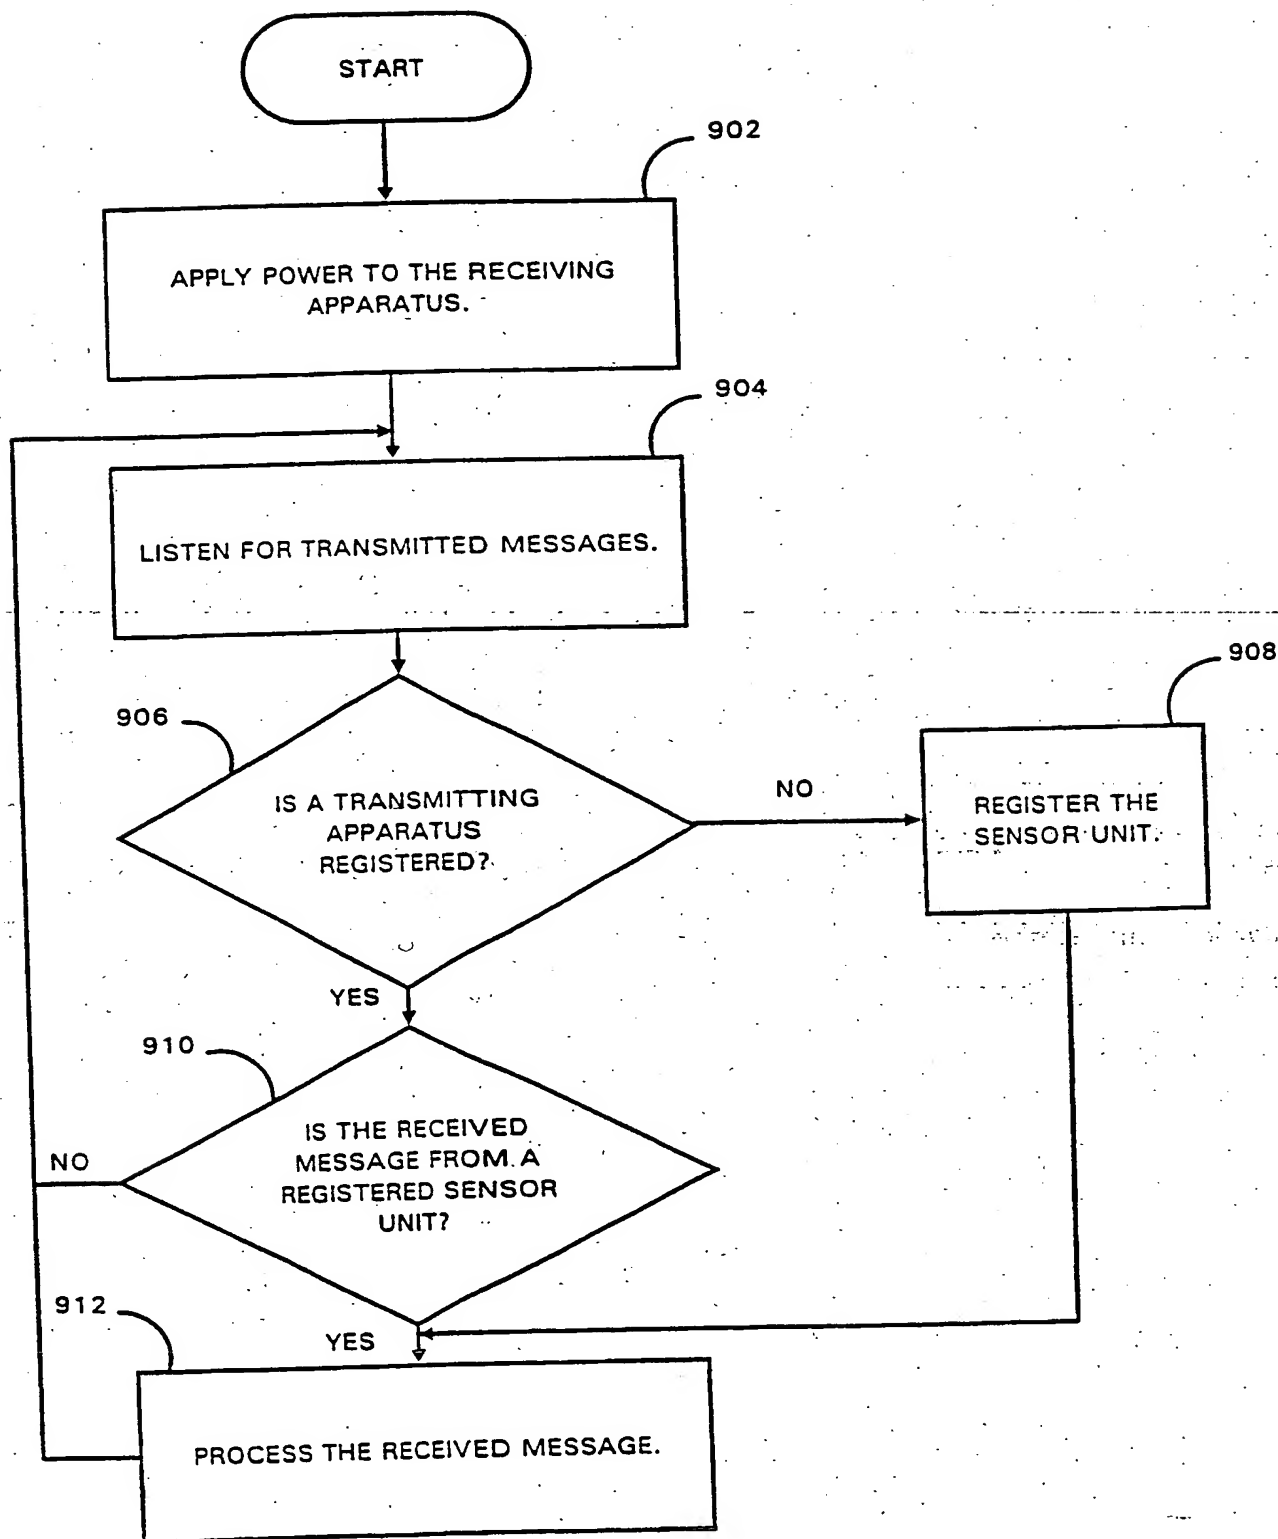 START
902
APPLY POWER TO THE RECEIVING
APPARATUS.
904
LISTEN FOR TRANSMITTED MESSAGES.
906
IS A TRANSMITTING
APPARATUS
REGISTERED?
NO
908
REGISTER THE
SENSOR UNIT.
YES
910
IS THE RECEIVED
MESSAGE FROM A
REGISTERED SENSOR
UNIT?
NO
912
YES
PROCESS THE RECEIVED MESSAGE.